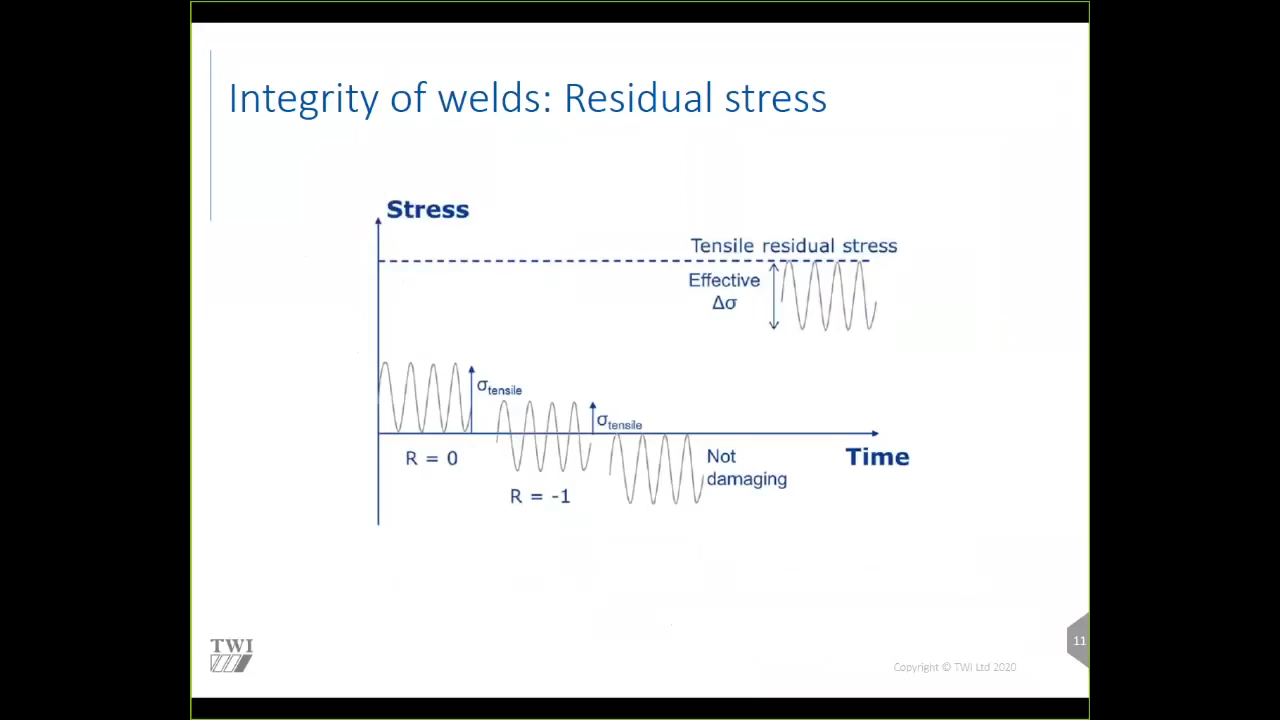 Integrity of welds: Residual stress
Stress
Tensile residual stress
Effective
Δσ
σtensile
σtensile
R = 0
R = -1
Not
damaging
Time
TWI
Copyright © TWI Ltd 2020
11